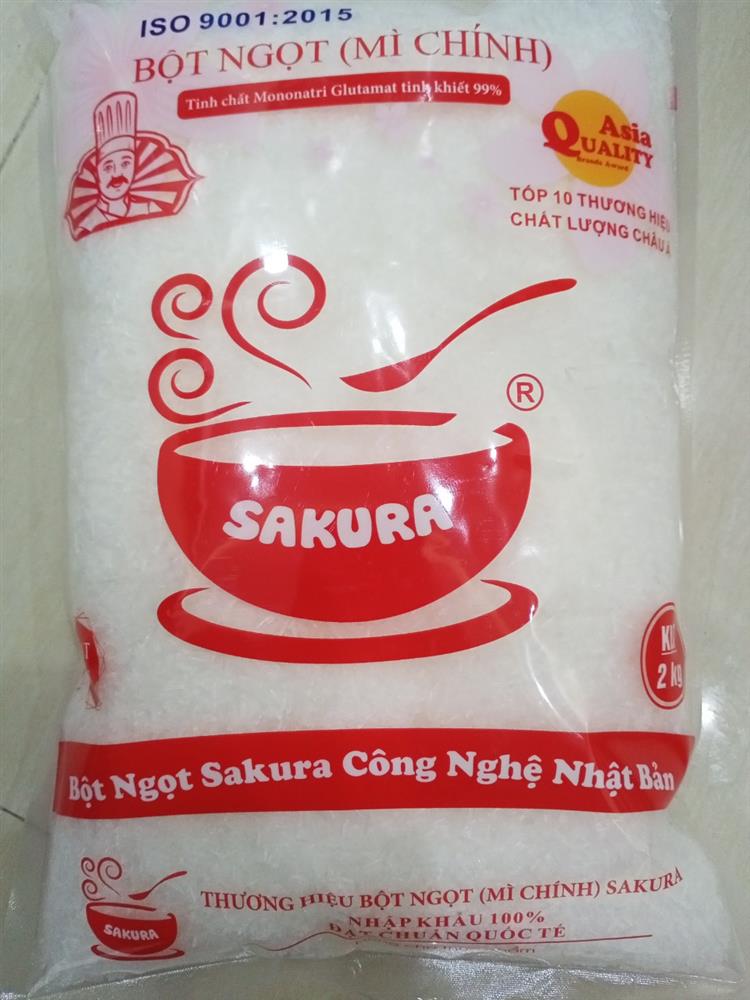 ISO 9001:2015
BỘT NGỌT (MÌ CHÍNH)
Tinh chất Mononatri Glutamat tinh khiết 99%
Asia
QUALITY
Brands Award
TÓP 10 THƯƠNG HIỆU
CHẤT LƯỢNG CHÂU Á
®
SAKURA
2 kg
Bột Ngọt Sakura Công Nghệ Nhật Bản
SAKURA
THƯƠNG HIỆU BỘT NGỌT (MÌ CHÍNH) SAKURA
NHẬP KHẨU 100%
ĐẠT CHUẨN QUỐC TẾ